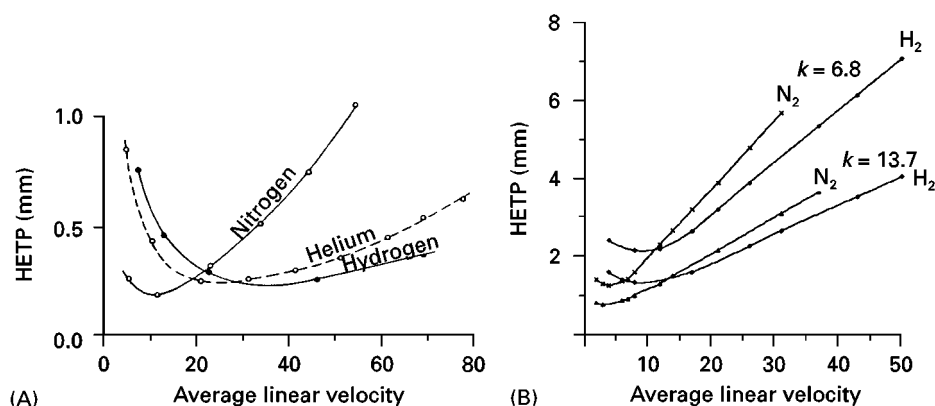 HETP (mm)
1.0
0.5
0.0
0
20
40
60
80
Nitrogen
Helium
Hydrogen
Average linear velocity
(A)
HETP (mm)
8
6
4
2
0
10
20
30
40
50
H₂
k = 6.8
N₂
k = 13.7
N₂
H₂
Average linear velocity
(B)